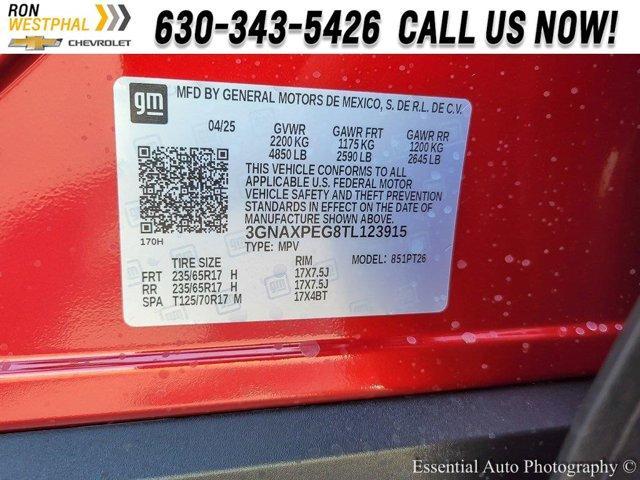 RON
WESTPHAL
CHEVROLET
630-343-5426 CALL US NOW!
gm
MFD BY GENERAL MOTORS DE MEXICO, S. DE R.L. DE C.V.
04/25 GVWR GAWR FRT GAWR RR
2200 KG 1175 KG 1200 KG
4850 LB 2590 LB 2645 LB
THIS VEHICLE CONFORMS TO ALL
APPLICABLE U.S. FEDERAL MOTOR
VEHICLE SAFETY AND THEFT PREVENTION
STANDARDS IN EFFECT ON THE DATE OF
MANUFACTURE SHOWN ABOVE.
3GNAXPEG8TL123915
170H
TYPE: MPV
TIRE SIZE RIM MODEL: 851PT26
FRT 235/65R17 H 17X7.5J
RR 235/65R17 H 17X7.5J
SPA T125/70R17 M 17X4BT
Essential Auto Photography ©